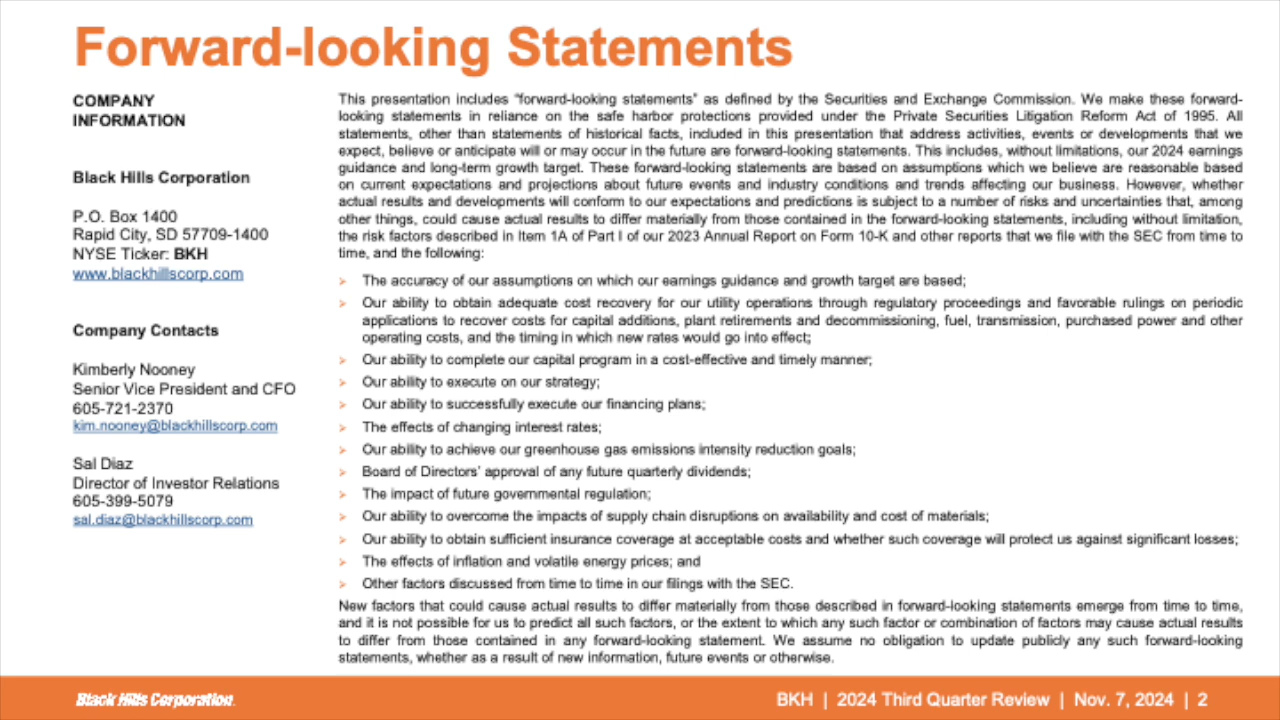 Forward-looking Statements
COMPANY
INFORMATION
Black Hills Corporation
P.O. Box 1400
Rapid City, SD 57709-1400
NYSE Ticker: BKH
www.blackhillscorp.com
Company Contacts
Kimberly Nooney
Senior Vice President and CFO
605-721-2370
kim.nooney@blackhillscorp.com
Sal Diaz
Director of Investor Relations
605-399-5079
sal.diaz@blackhillscorp.com
This presentation includes “forward-looking statements” as defined by the Securities and Exchange Commission. We make these forward-
looking statements in reliance on the safe harbor protections provided under the Private Securities Litigation Reform Act of 1995. All
statements, other than statements of historical facts, included in this presentation that address activities, events or developments that we
expect, believe or anticipate will or may occur in the future are forward-looking statements. This includes, without limitations, our 2024 earnings
guidance and long-term growth target. These forward-looking statements are based on assumptions which we believe are reasonable based
on current expectations and projections about future events and industry conditions and trends affecting our business. However, whether
actual results and developments will conform to our expectations and predictions is subject to a number of risks and uncertainties that, among
other things, could cause actual results to differ materially from those contained in the forward-looking statements, including without limitation,
the risk factors described in Item 1A of Part I of our 2023 Annual Report on Form 10-K and other reports that we file with the SEC from time to
time, and the following:
➢ The accuracy of our assumptions on which our earnings guidance and growth target are based;
➢ Our ability to obtain adequate cost recovery for our utility operations through regulatory proceedings and favorable rulings on periodic
applications to recover costs for capital additions, plant retirements and decommissioning, fuel, transmission, purchased power and other
operating costs, and the timing in which new rates would go into effect;
➢ Our ability to complete our capital program in a cost-effective and timely manner;
➢ Our ability to execute on our strategy;
➢ Our ability to successfully execute our financing plans;
➢ The effects of changing interest rates;
➢ Our ability to achieve our greenhouse gas emissions intensity reduction goals;
➢ Board of Directors’ approval of any future quarterly dividends;
➢ The impact of future governmental regulation;
➢ Our ability to overcome the impacts of supply chain disruptions on availability and cost of materials;
➢ Our ability to obtain sufficient insurance coverage at acceptable costs and whether such coverage will protect us against significant losses;
➢ The effects of inflation and volatile energy prices; and
➢ Other factors discussed from time to time in our filings with the SEC.
New factors that could cause actual results to differ materially from those described in forward-looking statements emerge from time to time,
and it is not possible for us to predict all such factors, or the extent to which any such factor or combination of factors may cause actual results
to differ from those contained in any forward-looking statement. We assume no obligation to update publicly any such forward-looking
statements, whether as a result of new information, future events or otherwise.
Black Hills Corporation.
BKH | 2024 Third Quarter Review | Nov. 7, 2024 | 2